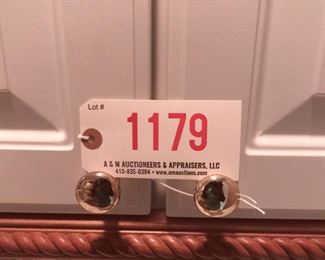 Lot #
1179
A & M AUCTIONEERS & APPRAISERS, LLC
410-835-0384 • www.amauctions.com